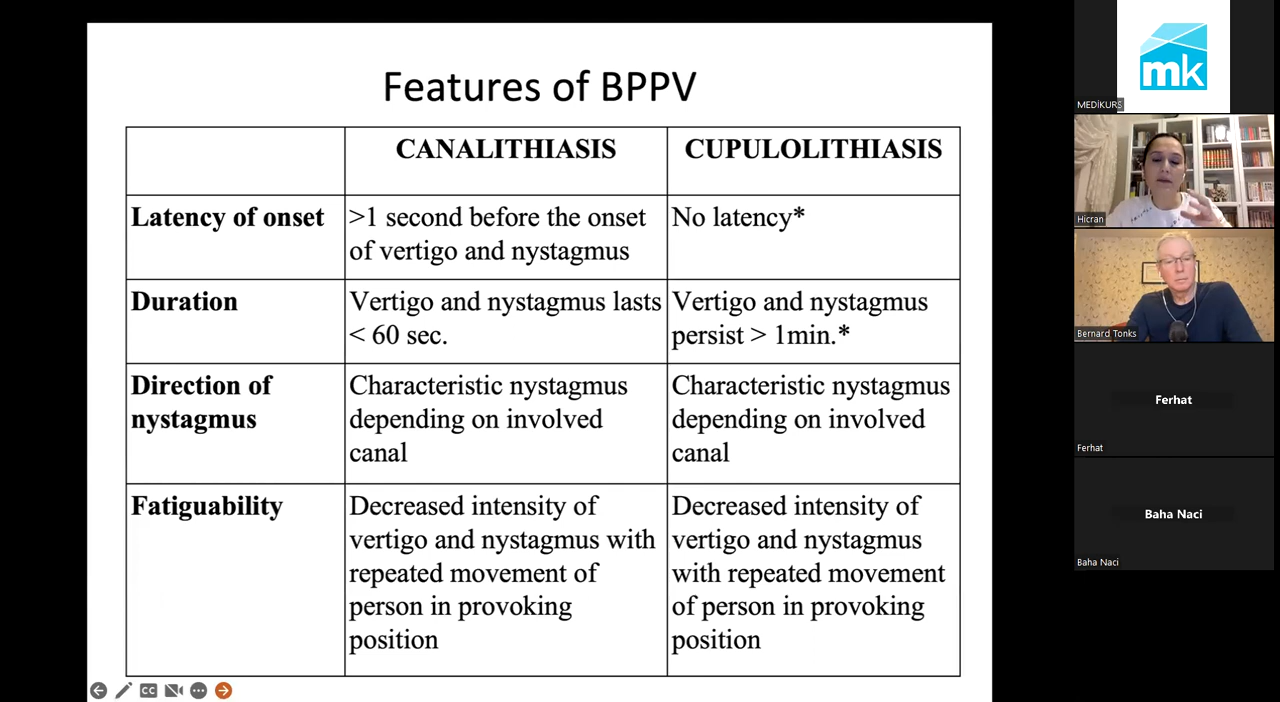 Features of BPPV
CANALITHIASIS
CUPULOLITHIASIS
Latency of onset
>1 second before the onset
of vertigo and nystagmus
No latency*
Duration
Vertigo and nystagmus lasts
< 60 sec.
Vertigo and nystagmus
persist > 1min.*
Direction of
nystagmus
Characteristic nystagmus
depending on involved
canal
Characteristic nystagmus
depending on involved
canal
Fatiguability
Decreased intensity of
vertigo and nystagmus with
repeated movement of
person in provoking
position
Decreased intensity of
vertigo and nystagmus
with repeated movement
of person in provoking
position
CC
mk
MEDİKURS
Hicran
Bernard Tonks
Ferhat
Ferhat
Baha Naci
Baha Naci